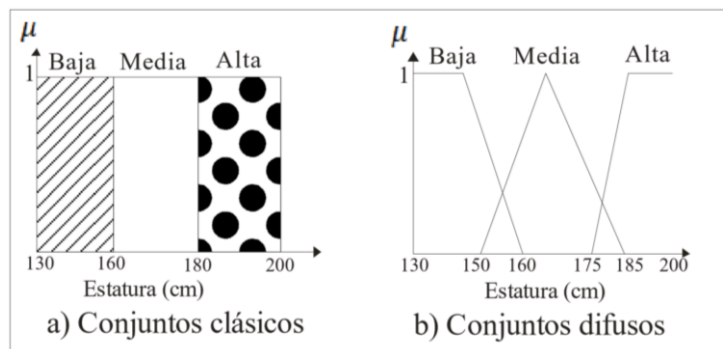 μ
Baja Media Alta
1
130 160 180 200
Estatura (cm)
a) Conjuntos clásicos
μ
Baja Media Alta
1
130 150 160 175 185 200
Estatura (cm)
b) Conjuntos difusos